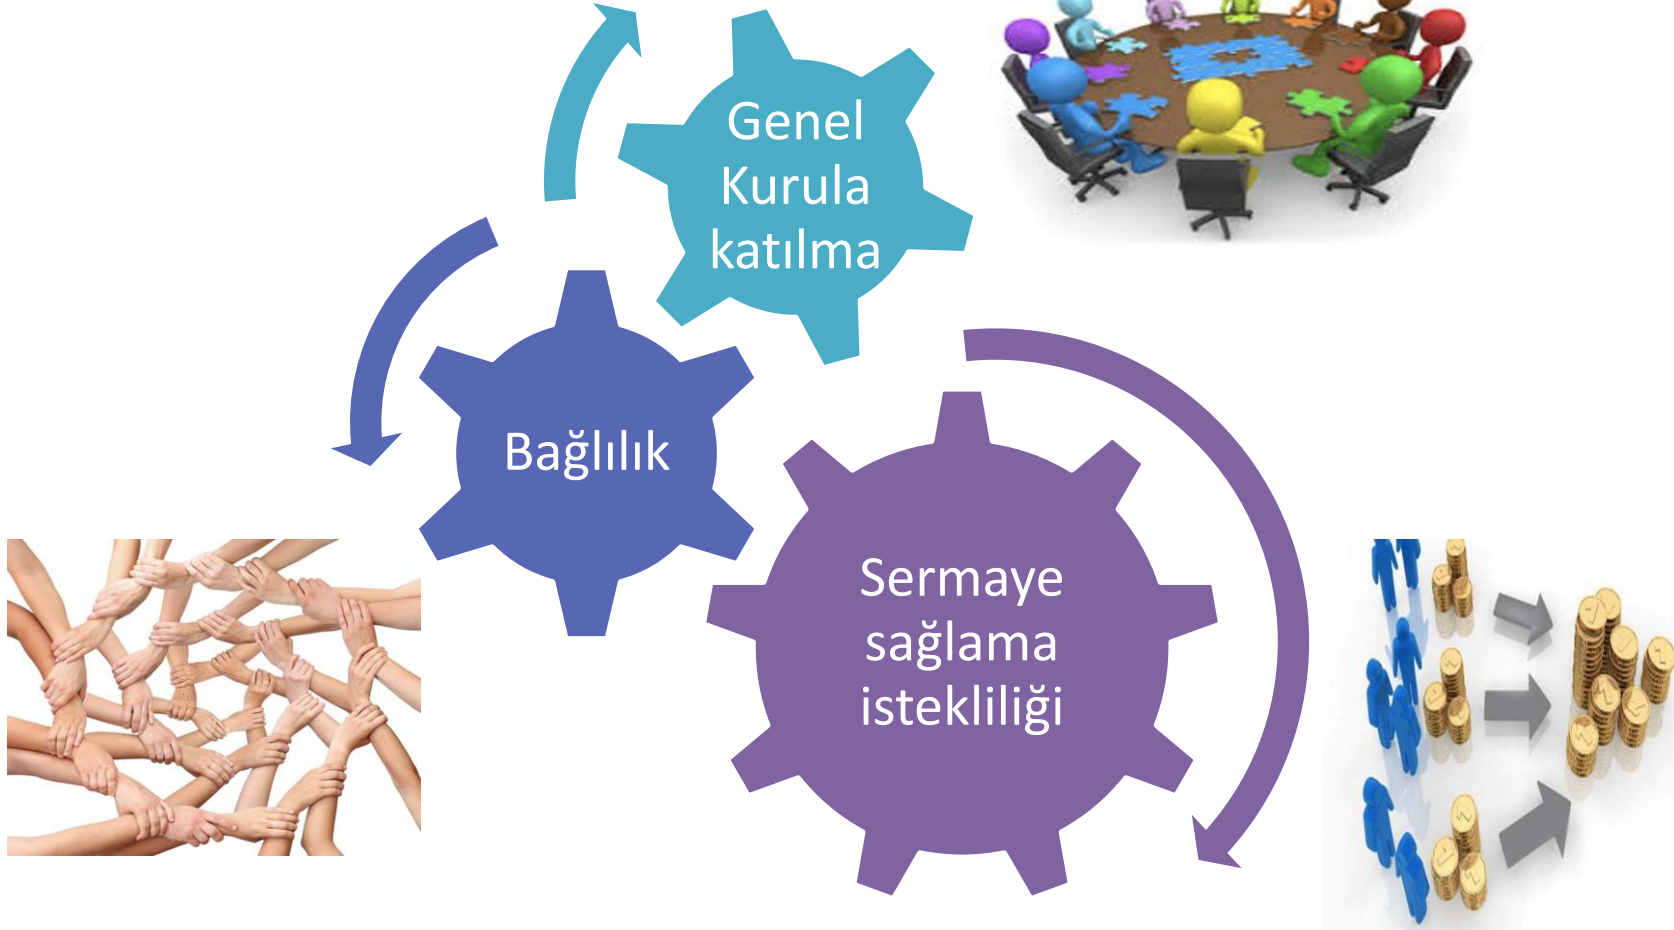 Genel
Kurula
katılma
Bağlılık
Sermaye
sağlama
istekliliği